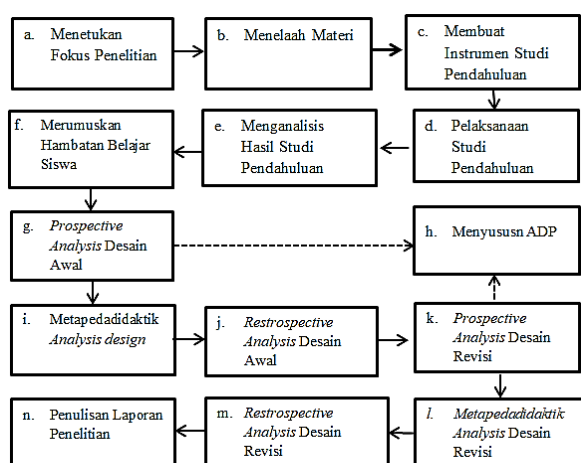 a. Menetukan
Fokus Penelitian
b. Menelaah Materi
c. Membuat
Instrumen Studi
Pendahuluan
f. Merumuskan
Hambatan Belajar
Siswa
e. Menganalisis
Hasil Studi
Pendahuluan
d. Pelaksanaan
Studi
Pendahuluan
g. Prospective
Analysis Desain
Awal
h. Menyususn ADP
i. Metapedadidaktik
Analysis design
j. Restrospective
Analysis Desain
Awal
k. Prospective
Analysis Desain
Revisi
n. Penulisan Laporan
Penelitian
m. Restrospective
Analysis Desain
Revisi
l. Metapedadidaktik
Analysis Desain
Revisi